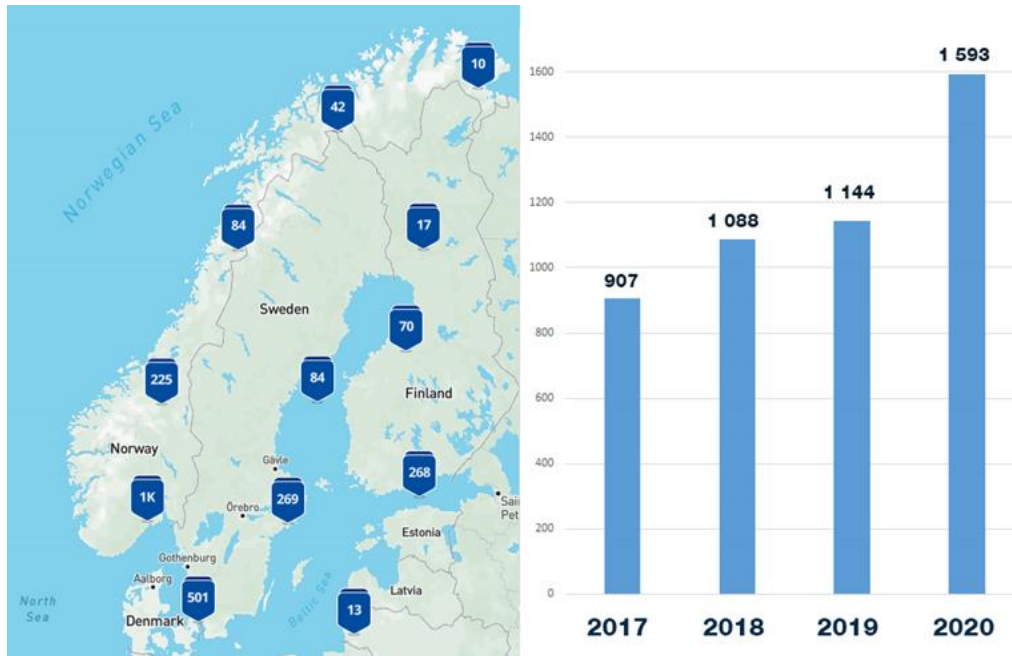 10
42
Norwegian Sea
84
17
Sweden
70
225
84
Finland
Norway
Gävle
268
1K
269
Örebro
Sain
Pet
Estonia
Gothenburg
Aalborg
North
Sea
501
Baltic Sea
Latvia
Denmark
13
1 593
1600
1400
1 144
1200
1 088
1000
907
800
600
400
200
0
2017 2018 2019 2020